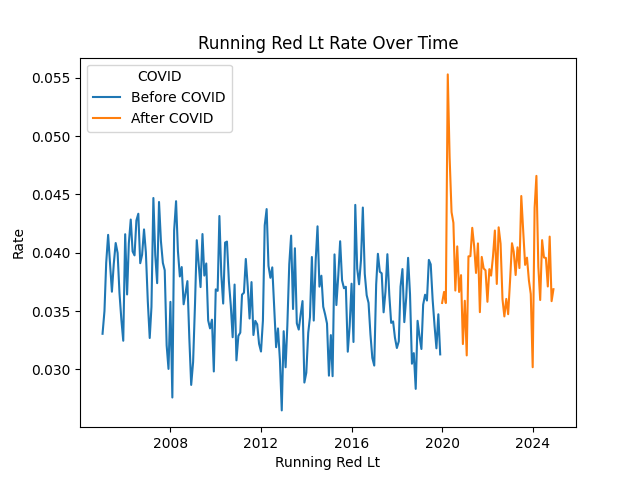 Running Red Lt Rate Over Time
COVID
Before COVID
After COVID
0.055
0.050
0.045
0.040
0.035
0.030
Rate
2008
2012
2016
2020
2024
Running Red Lt